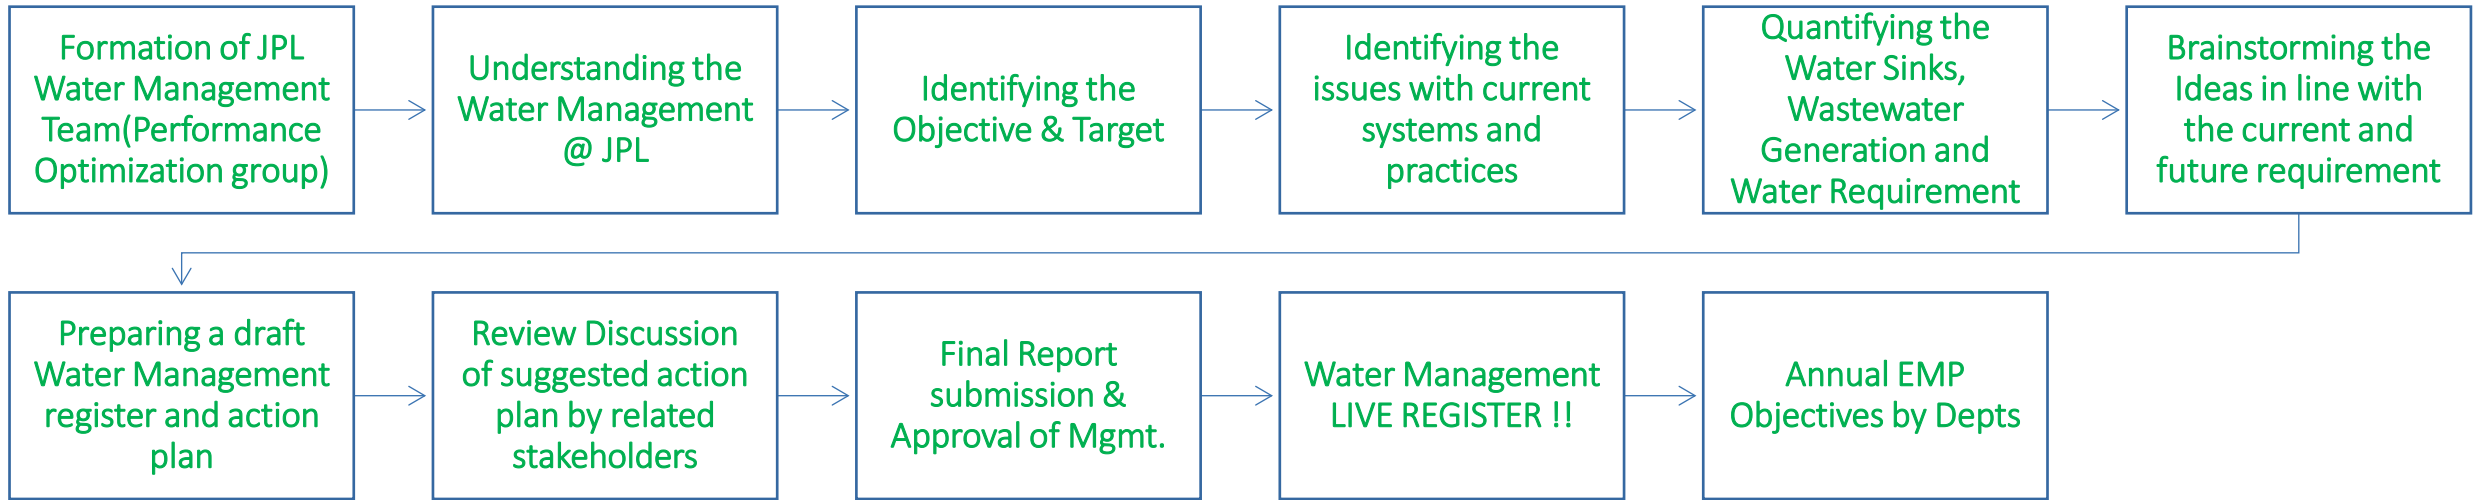 Formation of JPL
Water Management
Team(Performance
Optimization group)
Understanding the
Water Management
@ JPL
Identifying the
Objective & Target
Identifying the
issues with current
systems and
practices
Quantifying the
Water Sinks,
Wastewater
Generation and
Water Requirement
Brainstorming the
Ideas in line with
the current and
future requirement
Preparing a draft
Water Management
register and action
plan
Review Discussion
of suggested action
plan by related
stakeholders
Final Report
submission &
Approval of Mgmt.
Water Management
LIVE REGISTER !!
Annual EMP
Objectives by Depts